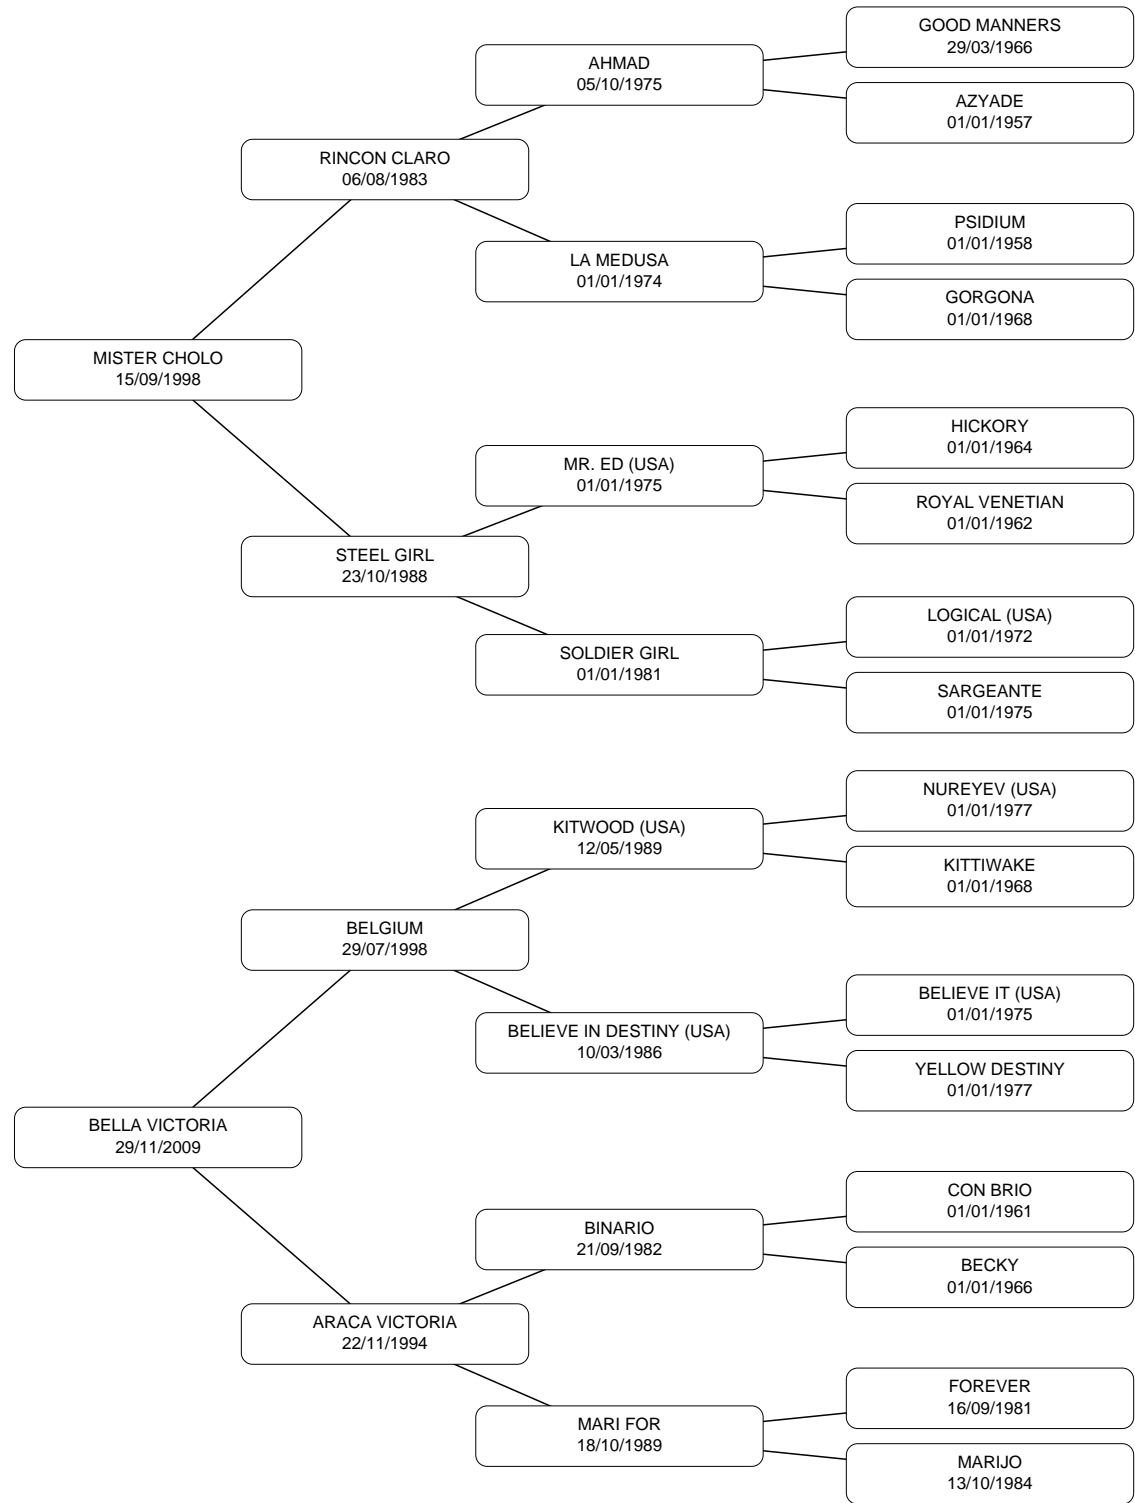 GOOD MANNERS
29/03/1966
AHMAD
05/10/1975
AZYADE
01/01/1957
RINCON CLARO
06/08/1983
PSIDIUM
01/01/1958
LA MEDUSA
01/01/1974
GORGONA
01/01/1968
MISTER CHOLO
15/09/1998
HICKORY
01/01/1964
MR. ED (USA)
01/01/1975
ROYAL VENETIAN
01/01/1962
STEEL GIRL
23/10/1988
LOGICAL (USA)
01/01/1972
SOLDIER GIRL
01/01/1981
SARGEANTE
01/01/1975
NUREYEV (USA)
01/01/1977
KITWOOD (USA)
12/05/1989
KITTIWAKE
01/01/1968
BELGIUM
29/07/1998
BELIEVE IT (USA)
01/01/1975
BELIEVE IN DESTINY (USA)
10/03/1986
YELLOW DESTINY
01/01/1977
BELLA VICTORIA
29/11/2009
CON BRIO
01/01/1961
BINARIO
21/09/1982
BECKY
01/01/1966
ARACA VICTORIA
22/11/1994
FOREVER
16/09/1981
MARI FOR
18/10/1989
MARIJO
13/10/1984